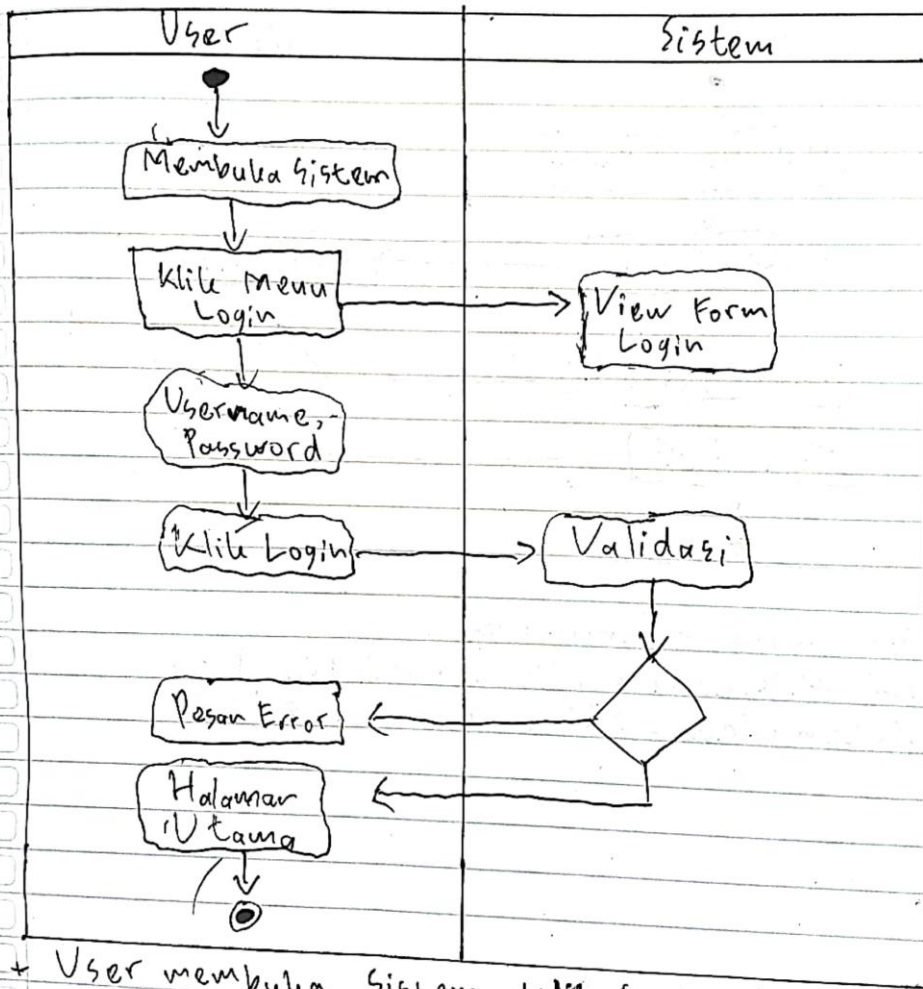 User
Sistem
Membuka Sistem
Klik Menu
Login
View Form
Login
Username,
Password
Klik Login
Validasi
Pesan Error
Halaman
Utama
+ User membuka Sistem